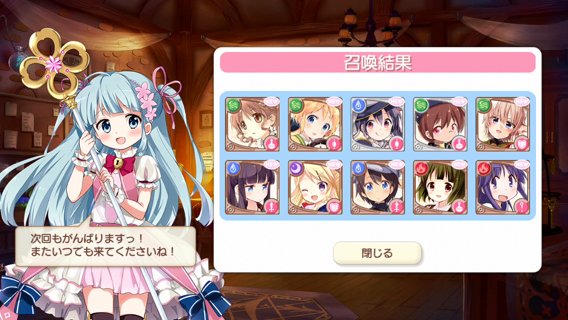 召喚結果
次回もがんばりますっ！
またいつでも来てくださいね！
閉じる